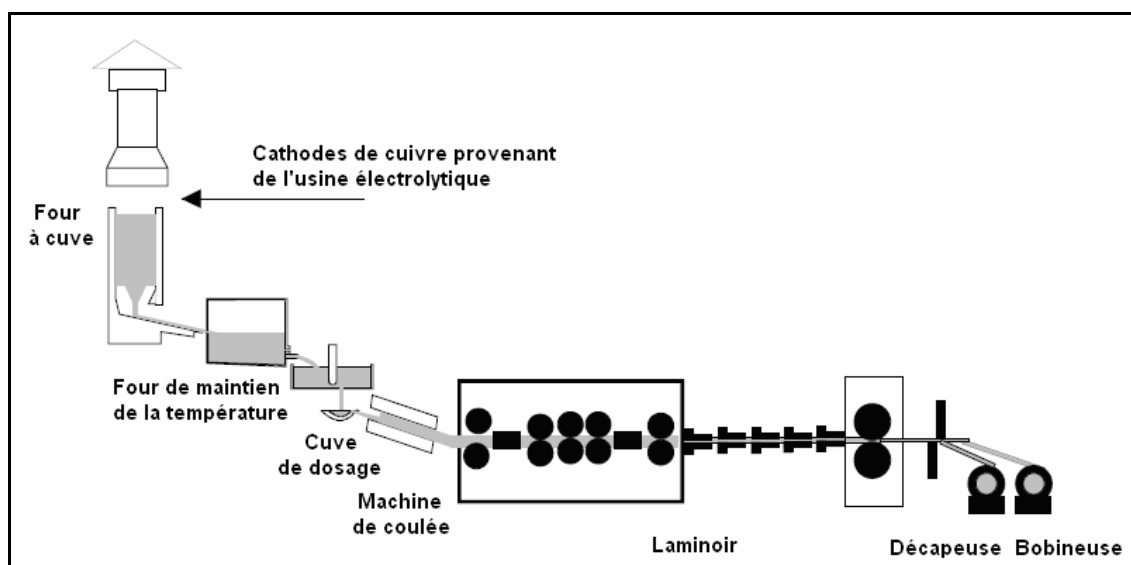 Cathodes de cuivre provenant
de l'usine électrolytique
Four
à cuve
Four de maintien
de la température
Cuve
de dosage
Machine
de coulée
Laminoir
Décapeuse
Bobineuse